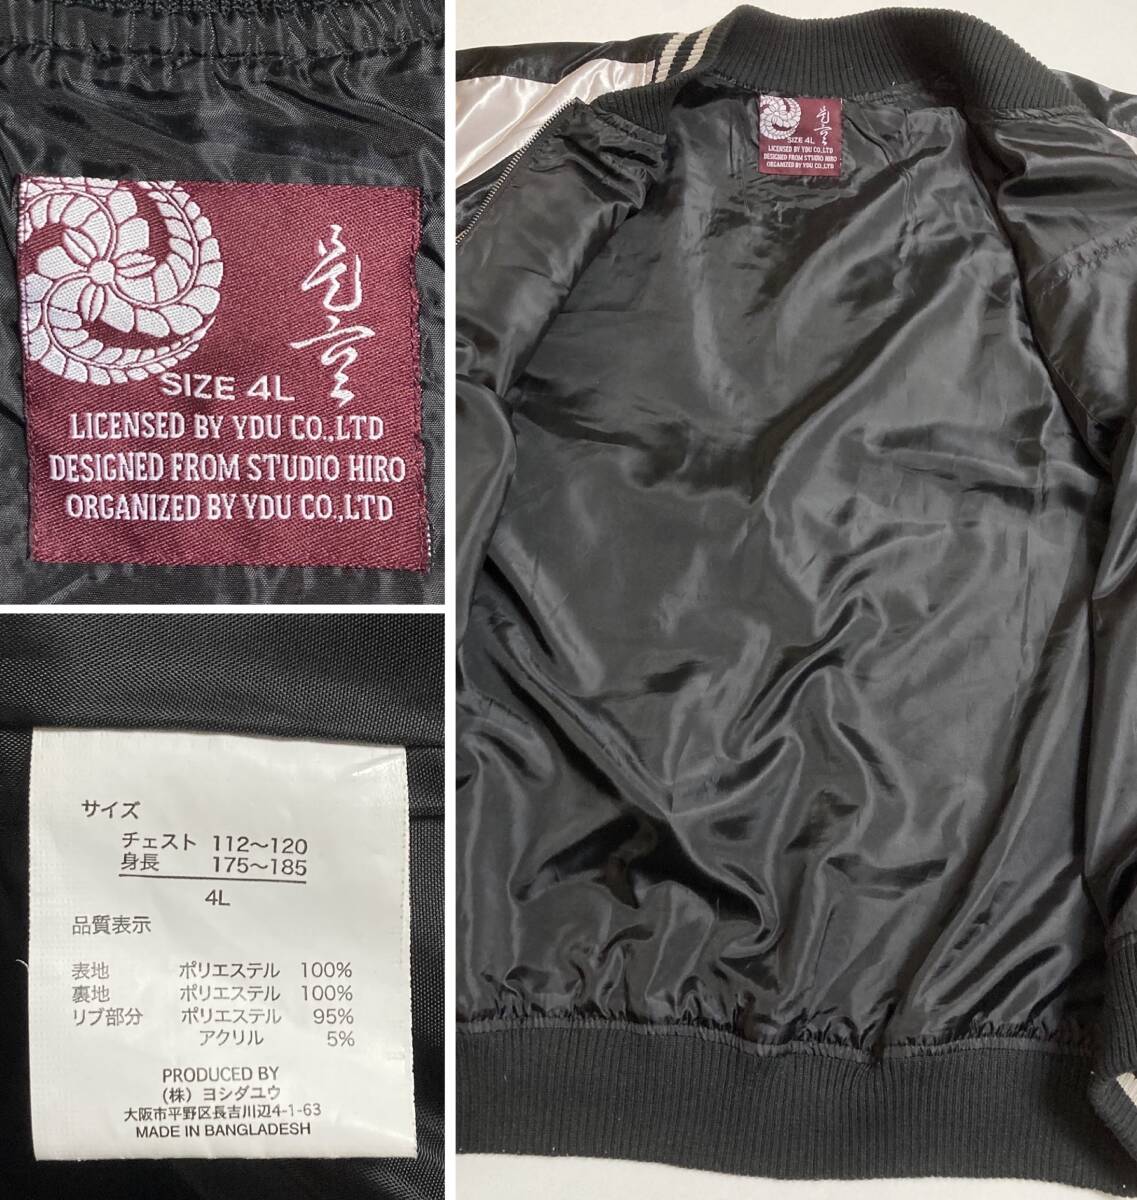 SIZE 4L
LICENSED BY YDU CO.,LTD
DESIGNED FROM STUDIO HIRO
ORGANIZED BY YDU CO.,LTD
サイズ
チェスト 112〜120
身長 175〜185
4L
品質表示
表地 ポリエステル 100%
裏地 ポリエステル 100%
リブ部分 ポリエステル 95%
アクリル 5%
PRODUCED BY
(株) ヨシダユウ
大阪市平野区長吉川辺4-1-63
MADE IN BANGLADESH
SIZE 4L
LICENSED BY YDU CO.,LTD
DESIGNED FROM STUDIO HIRO
ORGANIZED BY YDU CO.,LTD